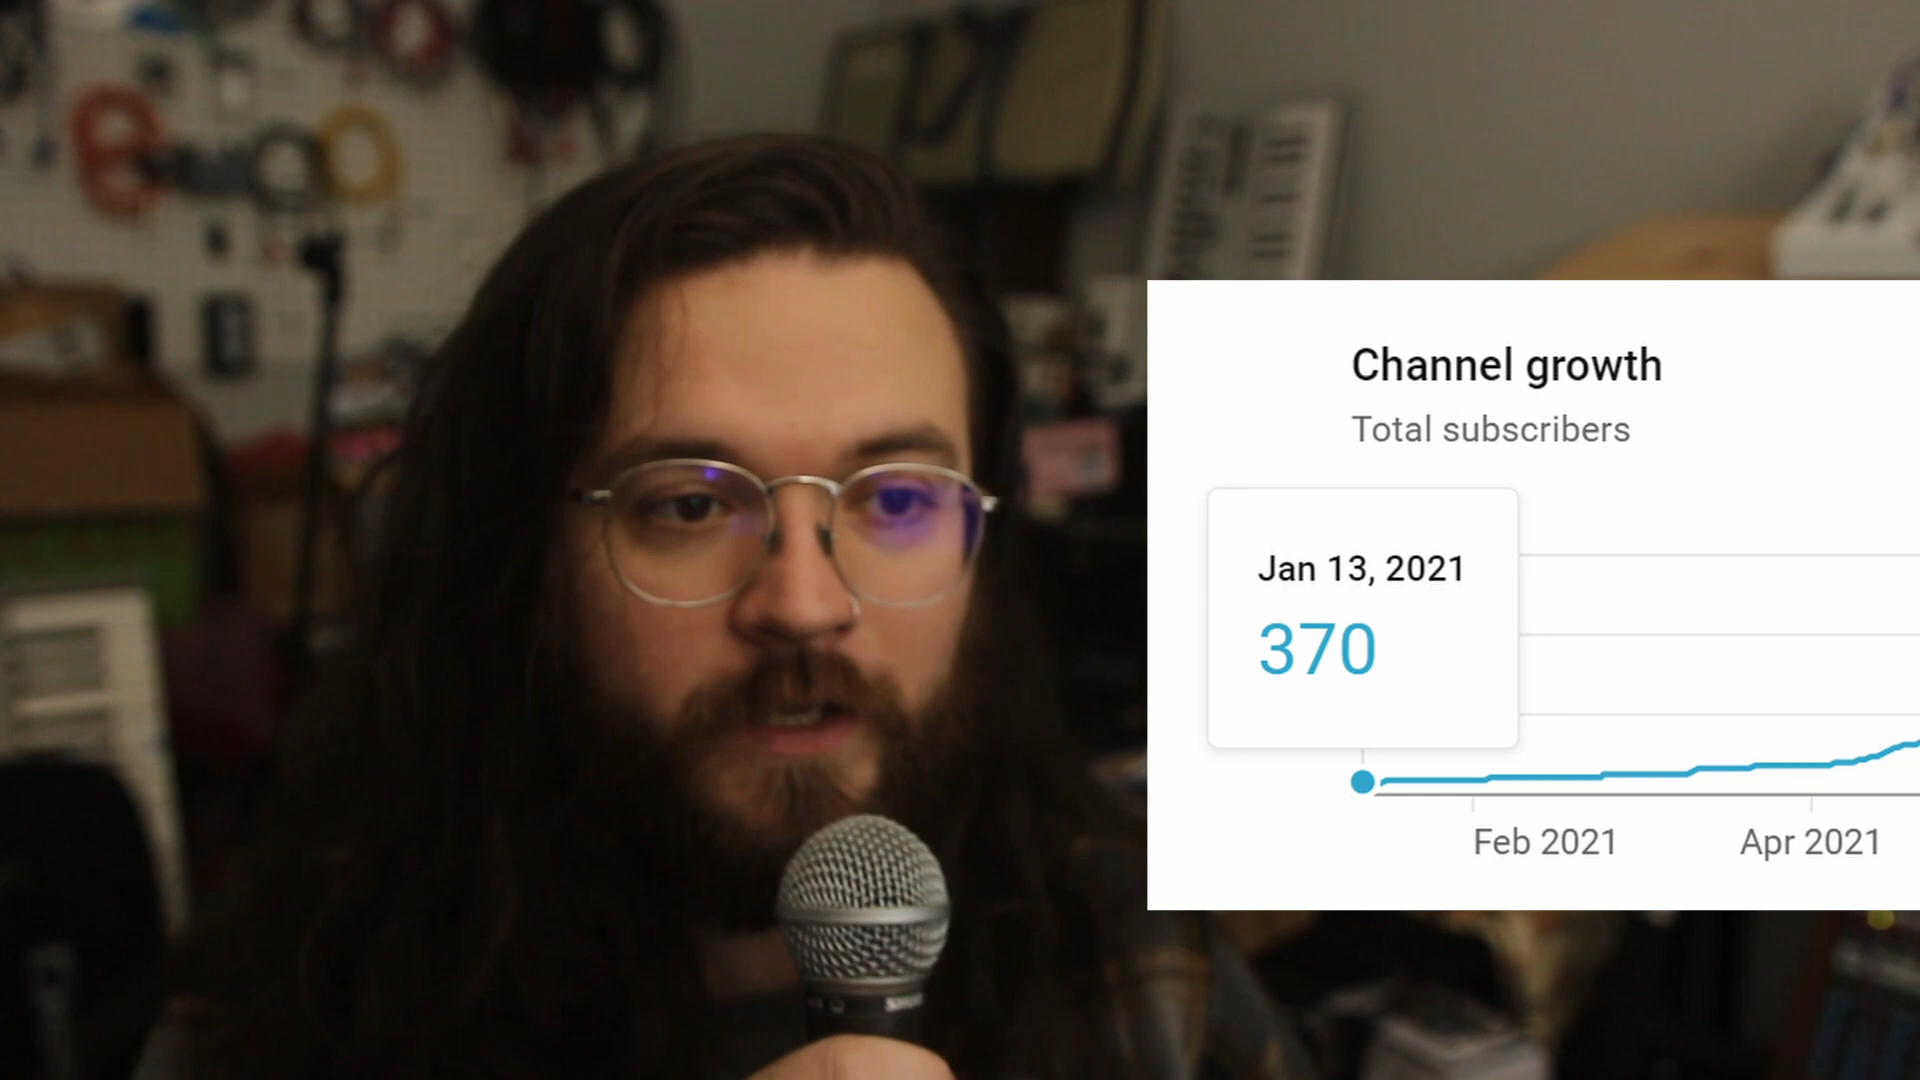 Channel growth
Total subscribers
Jan 13, 2021
370
Feb 2021
Apr 2021